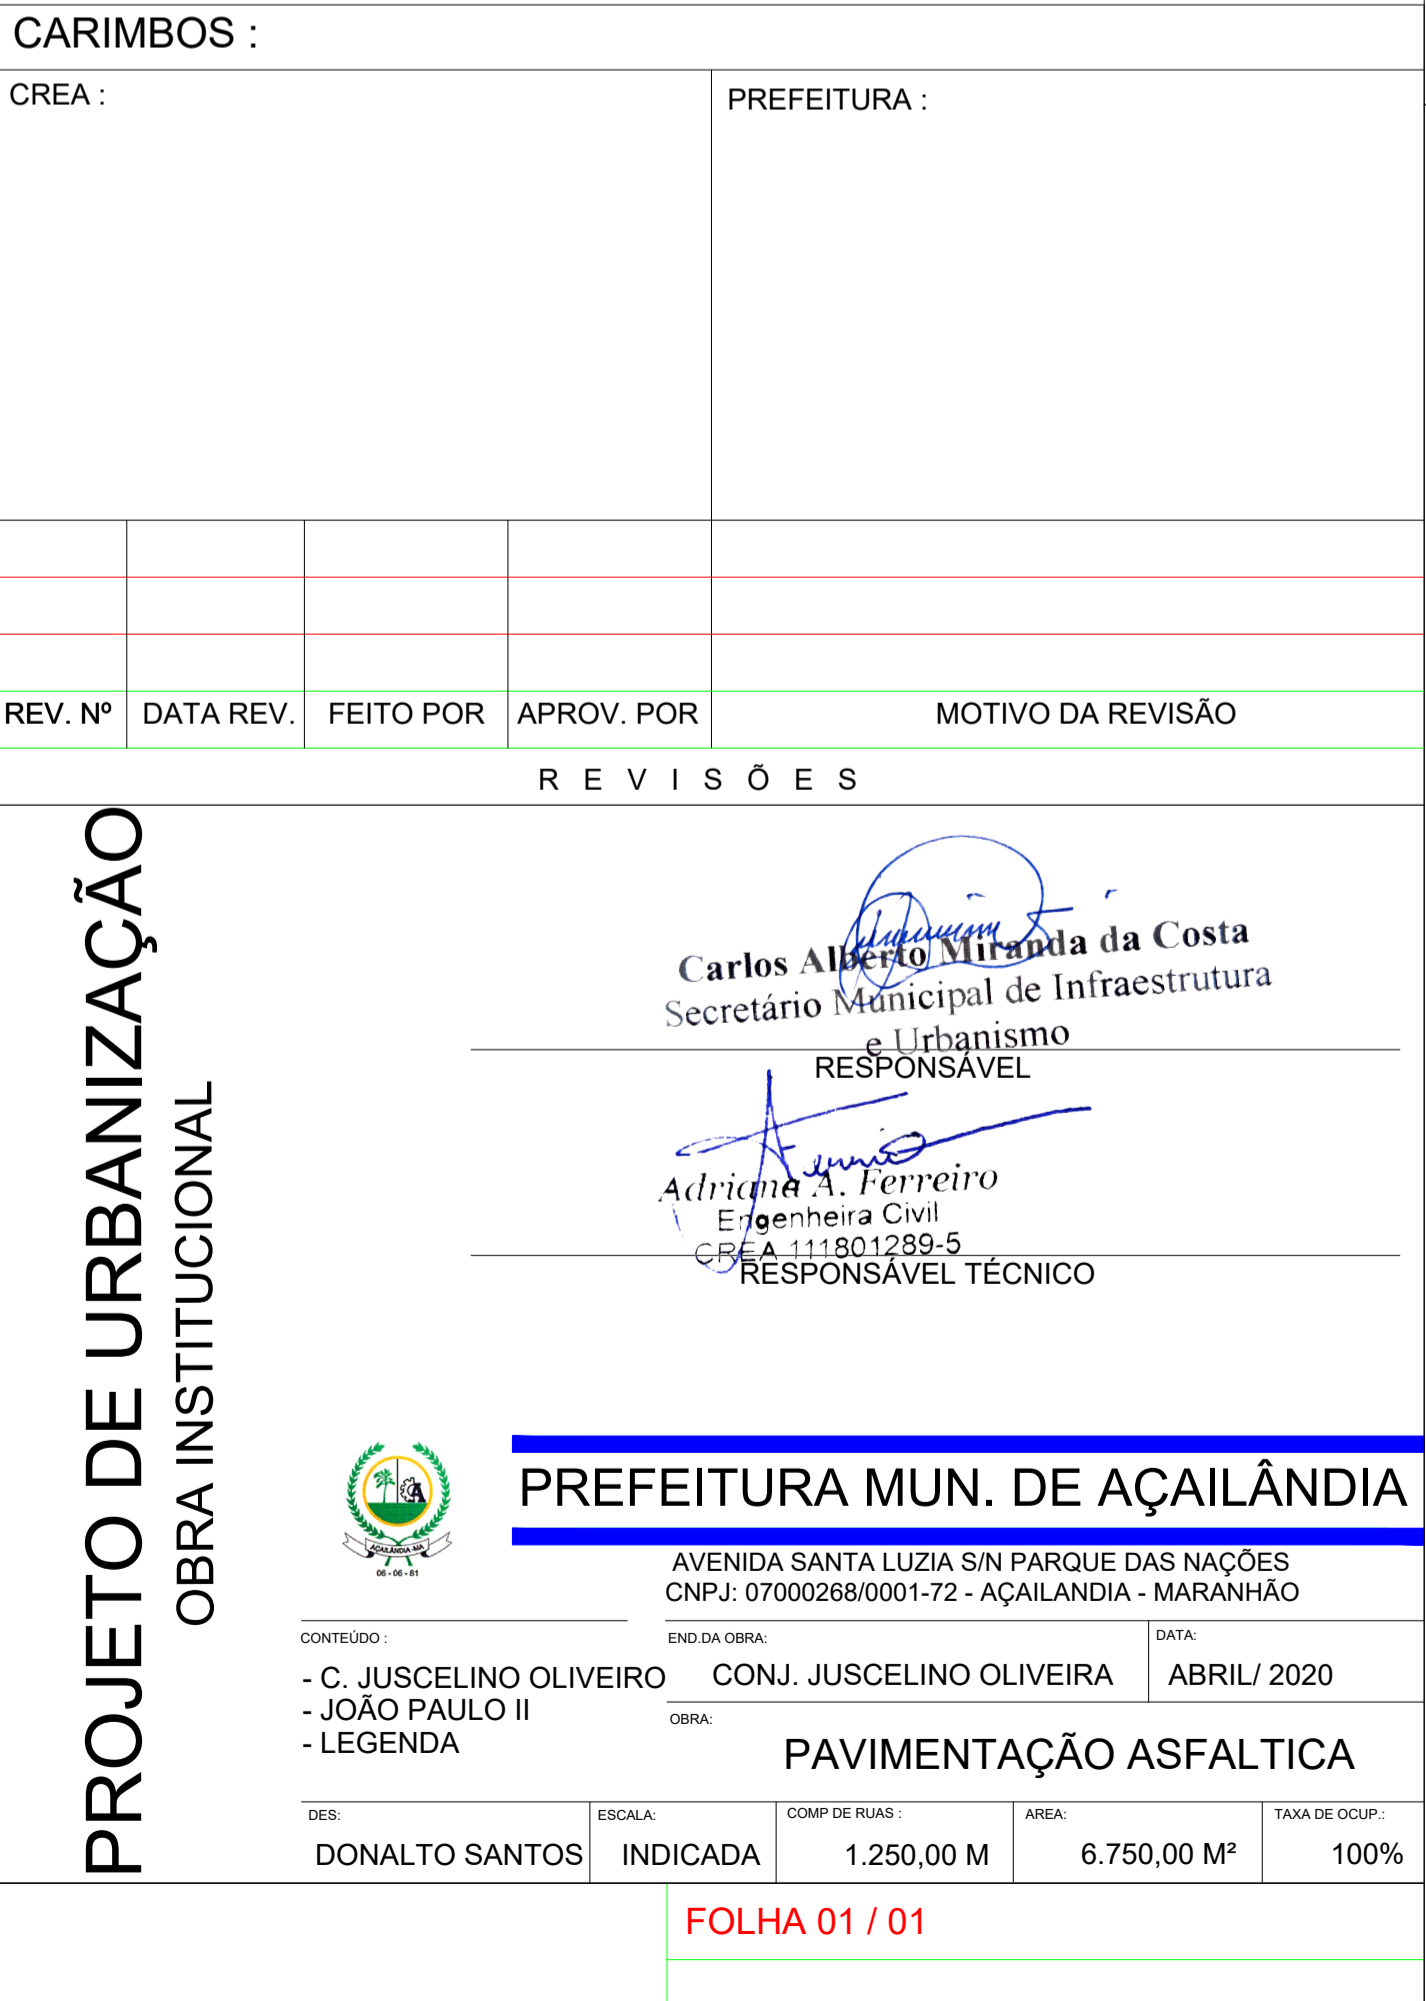 CARIMBOS :
CREA :
PREFEITURA :
REV. Nº DATA REV. FEITO POR APROV. POR MOTIVO DA REVISÃO
REVISÕES
PROJETO DE URBANIZAÇÃO
OBRA INSTITUCIONAL
Carlos Alberto Miranda da Costa
Secretário Municipal de Infraestrutura
e Urbanismo
RESPONSÁVEL
Adriana A. Ferreiro
Engenheira Civil
CREA 111801289-5
RESPONSÁVEL TÉCNICO
AÇAILÂNDIA-MA
06 - 06 - 81
PREFEITURA MUN. DE AÇAILÂNDIA
AVENIDA SANTA LUZIA S/N PARQUE DAS NAÇÕES
CNPJ: 07000268/0001-72 - AÇAILANDIA - MARANHÃO
CONTEÚDO :
- C. JUSCELINO OLIVEIRO
- JOÃO PAULO II
- LEGENDA
END.DA OBRA:
CONJ. JUSCELINO OLIVEIRA
DATA:
ABRIL/ 2020
OBRA:
PAVIMENTAÇÃO ASFALTICA
DES:
DONALTO SANTOS
ESCALA:
INDICADA
COMP DE RUAS :
1.250,00 M
AREA:
6.750,00 M²
TAXA DE OCUP.:
100%
FOLHA 01 / 01